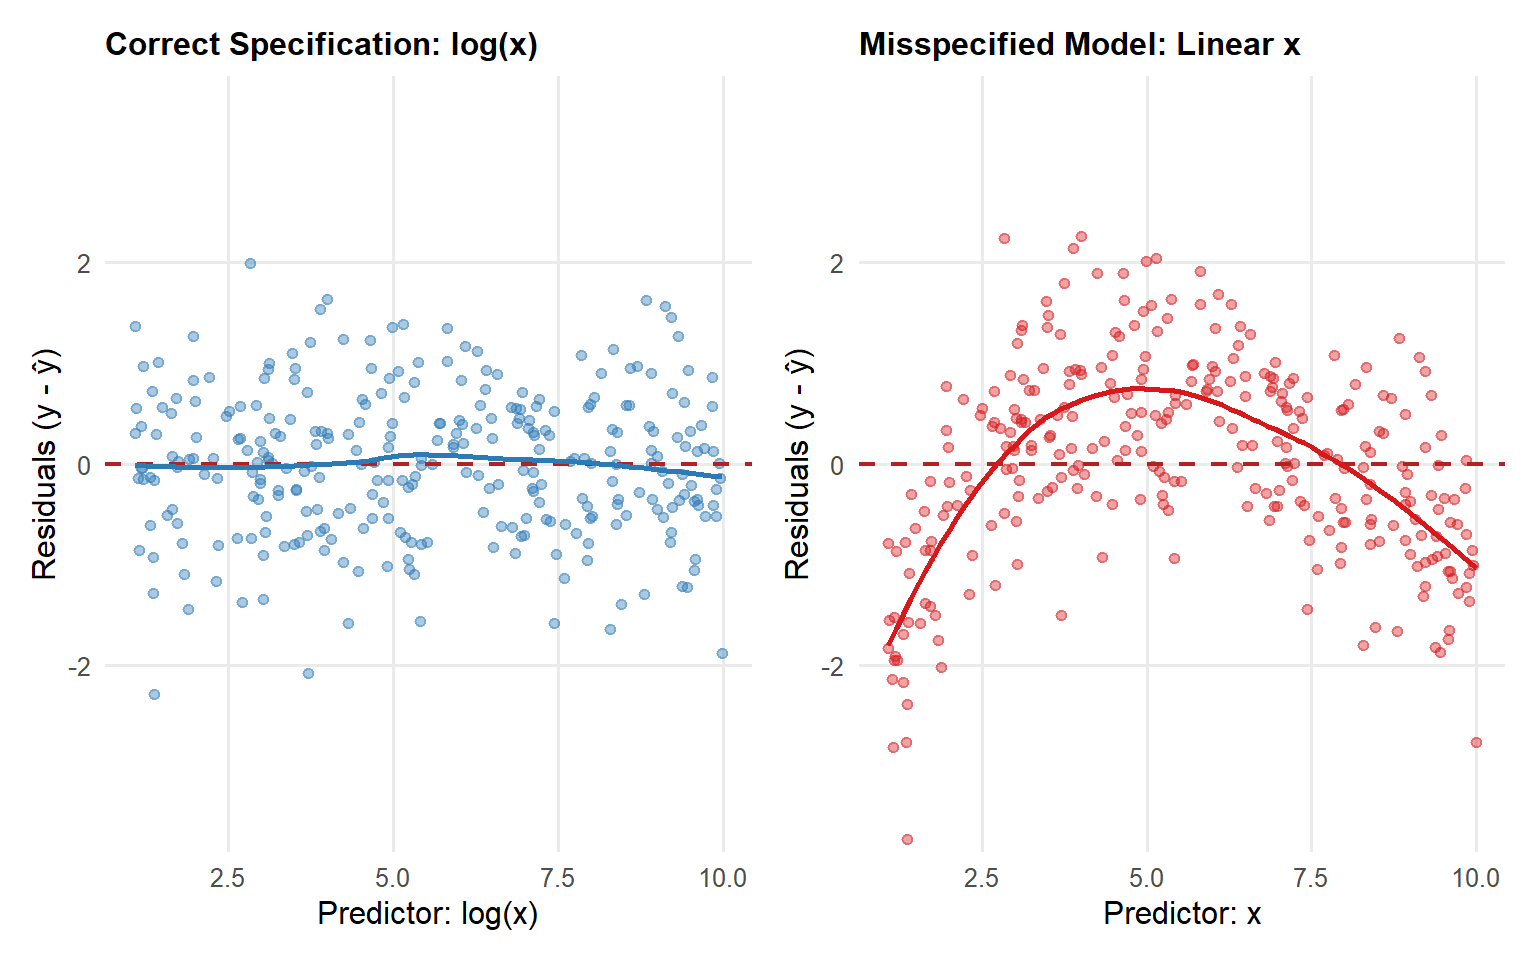 Correct Specification: log(x)
Residuals (y - ŷ)
2
0
-2
2.5
5.0
7.5
10.0
Predictor: log(x)
Misspecified Model: Linear x
Residuals (y - ŷ)
2
0
-2
2.5
5.0
7.5
10.0
Predictor: x